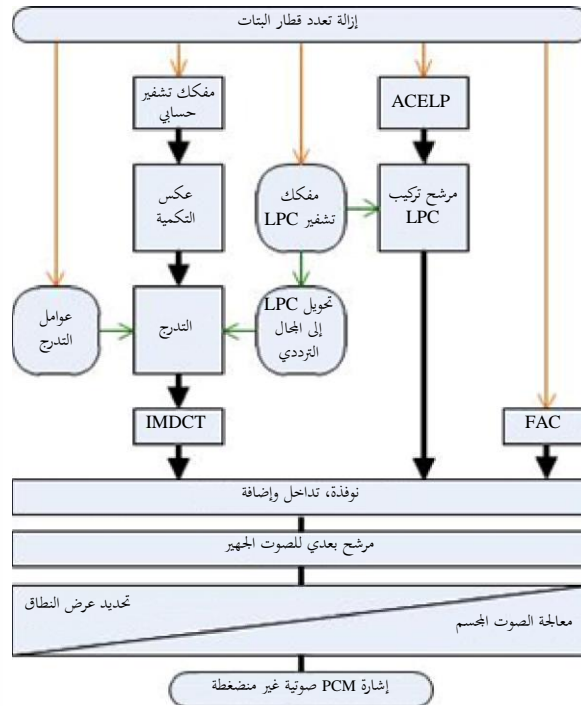 إزالة تعدد قطار البتات
مفكك تشفير
حسابي
ACELP
عكس
التكمية
مفكك
تشفير LPC
مرشح تركيب
LPC
عوامل
التدرج
التدرج
تحويل LPC
إلى المجال
الترددي
IMDCT
FAC
نوفذة، تداخل وإضافة
مرشح بعدي للصوت الجهير
تحديد عرض النطاق
معالجة الصوت المجسم
إشارة PCM صوتية غير منضغطة